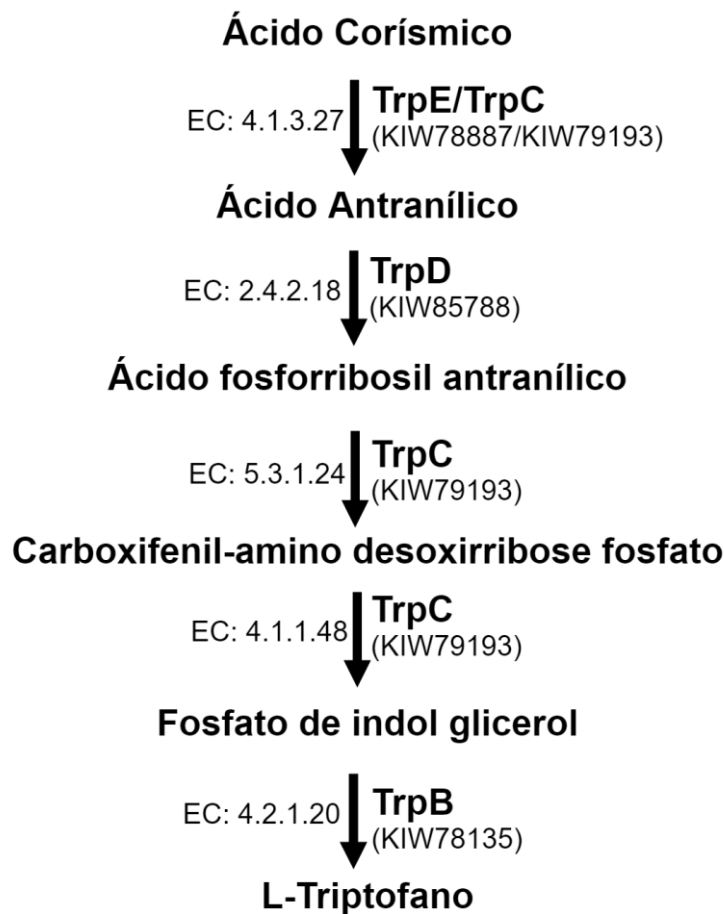 Ácido Corísmico
EC: 4.1.3.27 TrpE/TrpC
(KIW78887/KIW79193)
Ácido Antranílico
EC: 2.4.2.18 TrpD
(KIW85788)
Ácido fosforribosil antranílico
EC: 5.3.1.24 TrpC
(KIW79193)
Carboxifenil-amino desoxirribose fosfato
EC: 4.1.1.48 TrpC
(KIW79193)
Fosfato de indol glicerol
EC: 4.2.1.20 TrpB
(KIW78135)
L-Triptofano